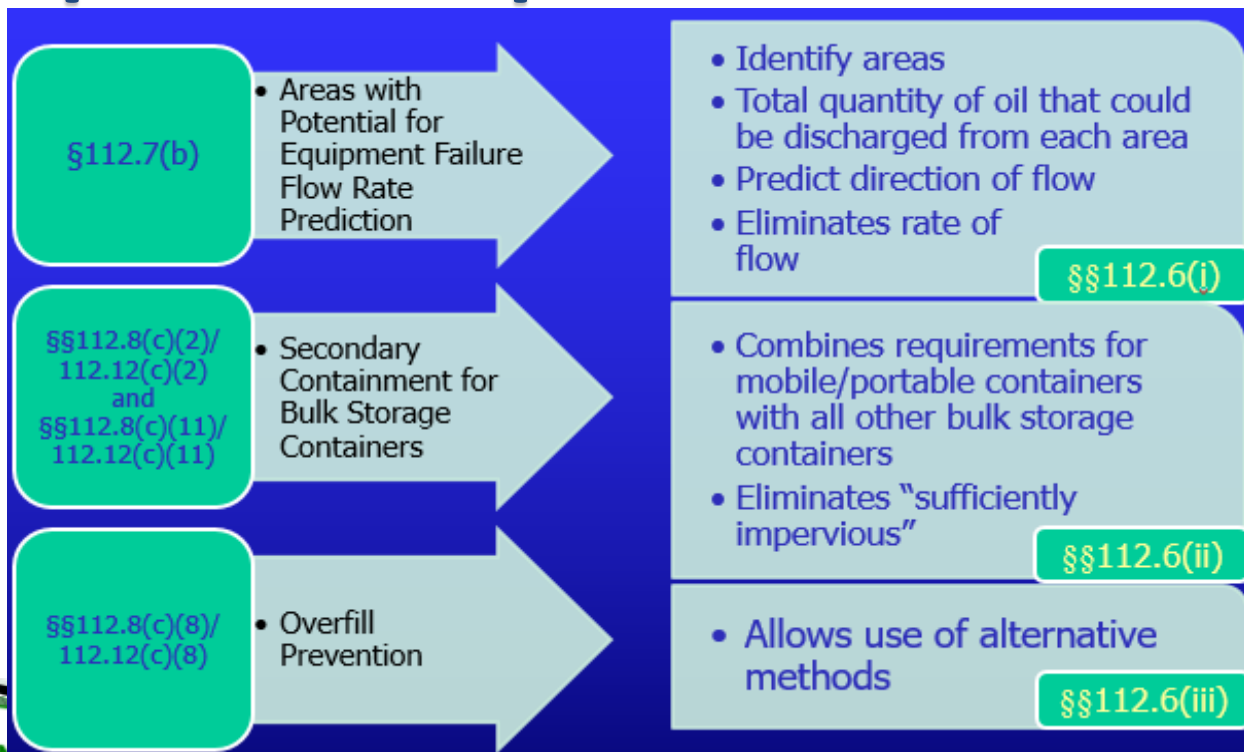 §112.7(b)
• Areas with
Potential for
Equipment Failure
Flow Rate
Prediction
• Identify areas
• Total quantity of oil that could
be discharged from each area
• Predict direction of flow
• Eliminates rate of
flow
§§112.6(i)
§§112.8(c)(2)/
112.12(c)(2)
and
§§112.8(c)(11)/
112.12(c)(11)
• Secondary
Containment for
Bulk Storage
Containers
• Combines requirements for
mobile/portable containers
with all other bulk storage
containers
• Eliminates “sufficiently
impervious”
§§112.6(ii)
§§112.8(c)(8)/
112.12(c)(8)
• Overfill
Prevention
• Allows use of alternative
methods
§§112.6(iii)